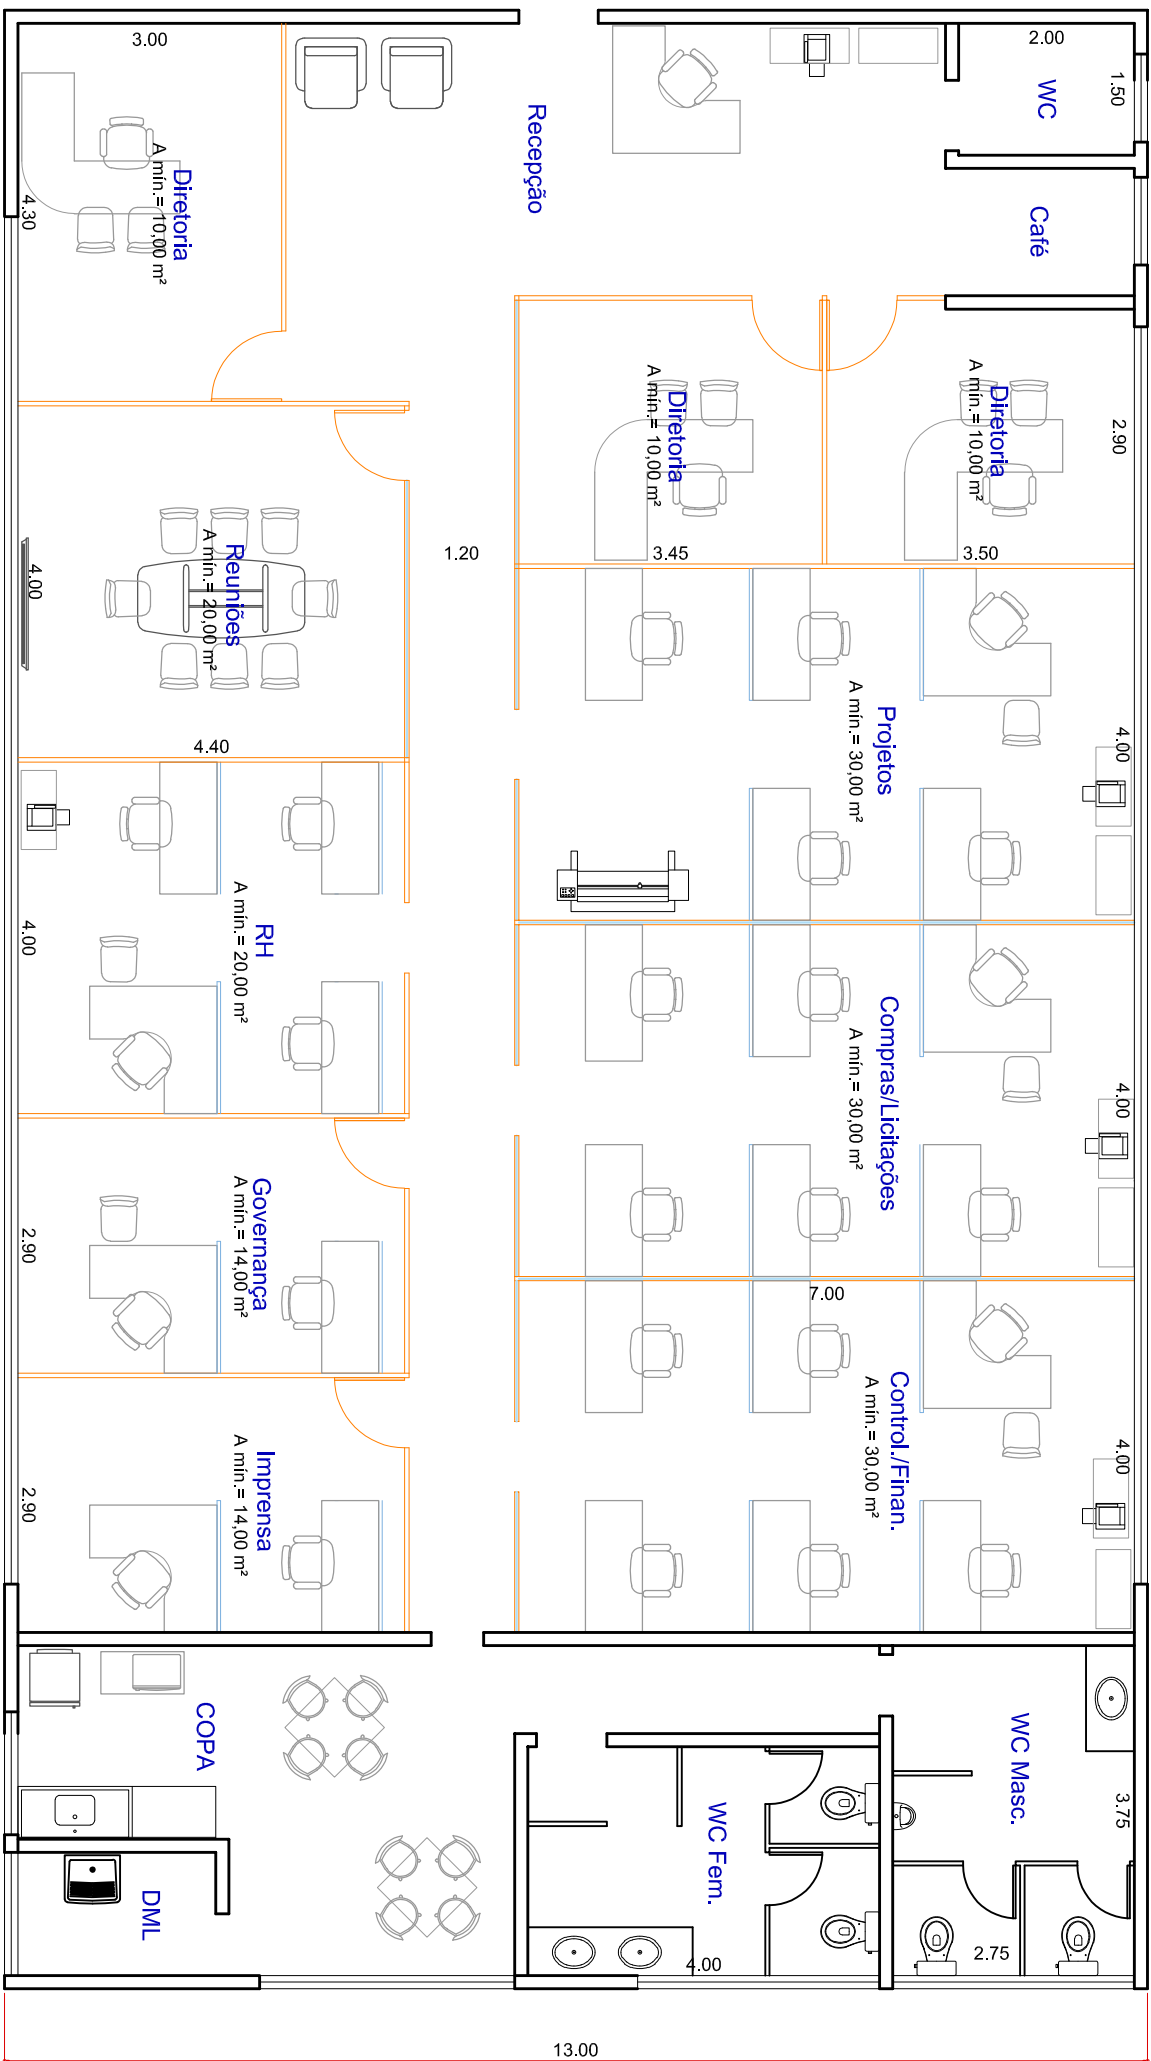 3.00
2.00
1.50
WC
Recepção
Café
Diretoria
A mín.= 10,00 m²
4.30
Diretoria
A mín.= 10,00 m²
Diretoria
A mín.= 10,00 m²
2.90
1.20
3.45
3.50
Reuniões
A mín.= 20,00 m²
4.00
4.40
Projetos
A mín.= 30,00 m²
4.00
RH
A mín.= 20,00 m²
4.00
Compras/Licitações
A mín.= 30,00 m²
4.00
Governança
A mín.= 14,00 m²
2.90
7.00
Control./Finan.
A mín.= 30,00 m²
4.00
Imprensa
A mín.= 14,00 m²
2.90
COPA
WC Masc.
3.75
WC Fem.
DML
2.75
4.00
13.00